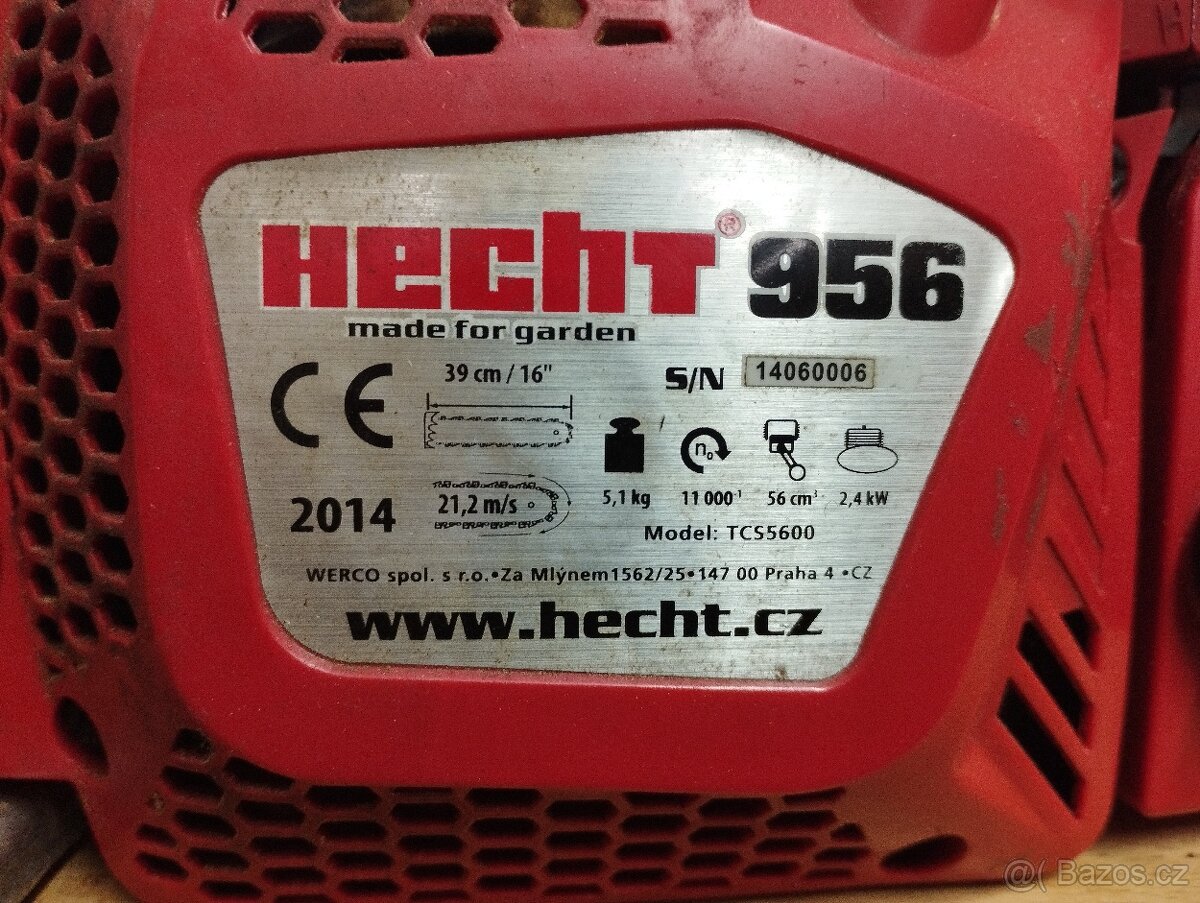 HECHT® 956
made for garden
CE
39 cm / 16"
S/N 14060006
n₀
2014
21,2 m/s
5,1 kg
11 000⁻¹
56 cm³
2,4 kW
Model: TCS5600
WERCO spol. s r.o.•Za Mlýnem1562/25•147 00 Praha 4 •CZ
www.hecht.cz
@( Bazos.cz